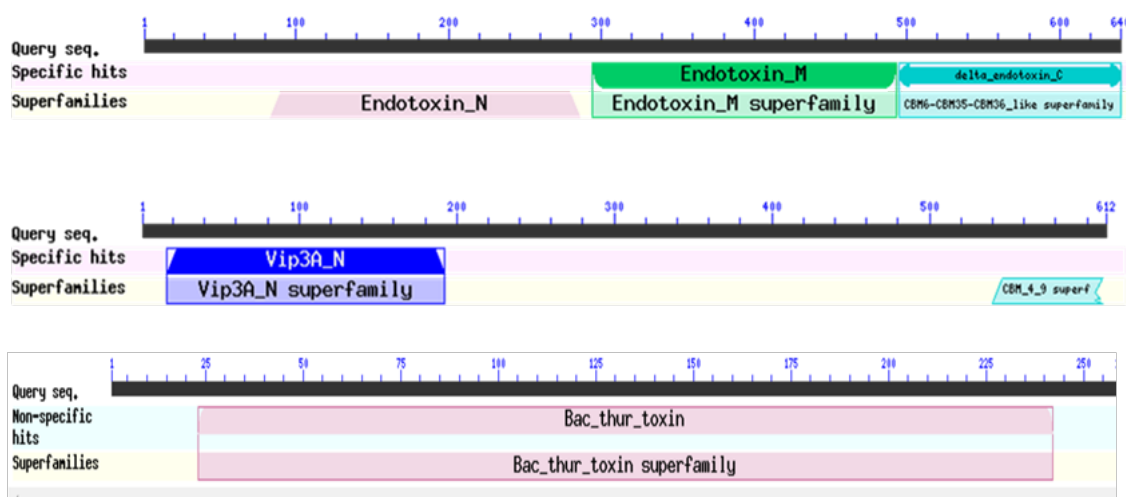 1 100 200 300 400 500 600 64
Query seq.
Specific hits Endotoxin_M delta_endotoxin_C
Superfamilies Endotoxin_N Endotoxin_M superfamily CBM6-CBM35-CBM36_like superfamily
1 100 200 300 400 500 612
Query seq.
Specific hits Vip3A_N
Superfamilies Vip3A_N superfamily CBM_4_9 superf
1 25 50 75 100 125 150 175 200 225 250
Query seq.
Non-specific Bac_thur_toxin
hits
Superfamilies Bac_thur_toxin superfamily